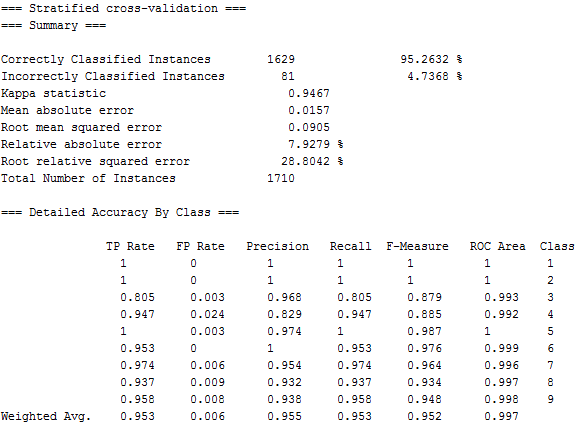 === Stratified cross-validation ===
=== Summary ===
Correctly Classified Instances 1629 95.2632 %
Incorrectly Classified Instances 81 4.7368 %
Kappa statistic 0.9467
Mean absolute error 0.0157
Root mean squared error 0.0905
Relative absolute error 7.9279 %
Root relative squared error 28.8042 %
Total Number of Instances 1710
=== Detailed Accuracy By Class ===
TP Rate FP Rate Precision Recall F-Measure ROC Area Class
1 0 1 1 1 1 1
1 0 1 1 1 1 2
0.805 0.003 0.968 0.805 0.879 0.993 3
0.947 0.024 0.829 0.947 0.885 0.992 4
1 0.003 0.974 1 0.987 1 5
0.953 0 1 0.953 0.976 0.999 6
0.974 0.006 0.954 0.974 0.964 0.996 7
0.937 0.009 0.932 0.937 0.934 0.997 8
0.958 0.008 0.938 0.958 0.948 0.998 9
Weighted Avg. 0.953 0.006 0.955 0.953 0.952 0.997